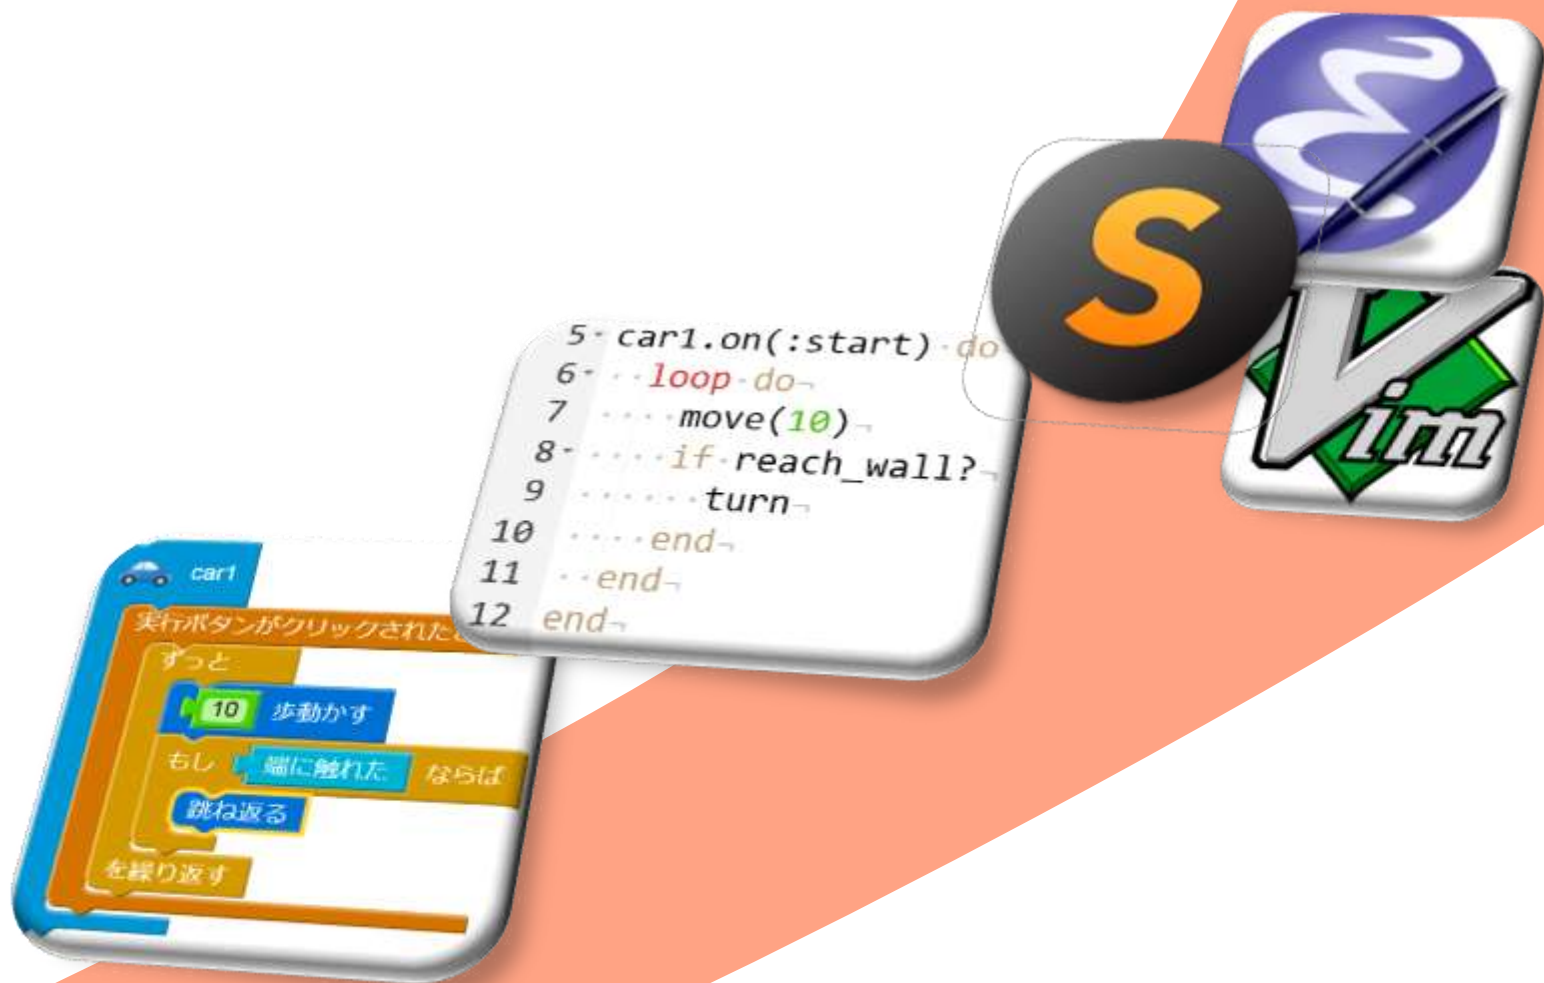 S
Vim
5 car1.on(:start) do
6 loop do
7 move(10)
8 if reach_wall?
9 turn
10 end
11 end
12 end
car1
実行ボタンがクリックされたと
ずっと
10 歩動かす
もし 端に触れた ならば
跳ね返る
を繰り返す